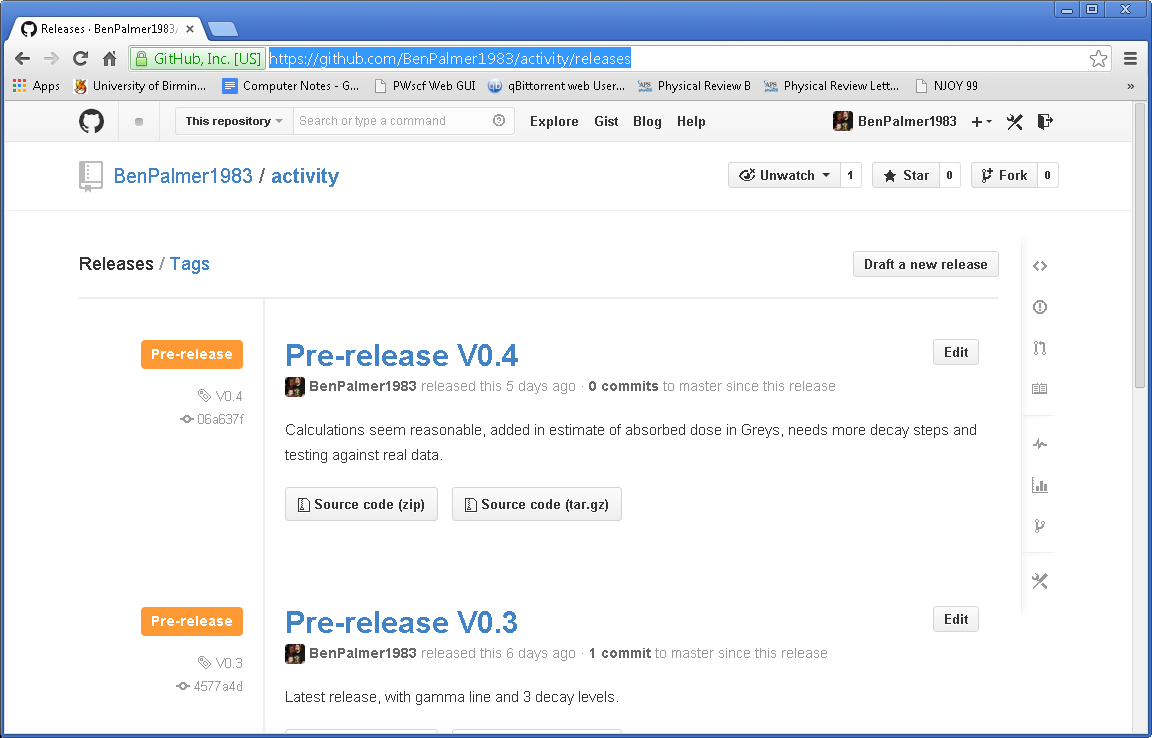 Releases · BenPalmer1983/
GitHub, Inc. [US] https://github.com/BenPalmer1983/activity/releases
Apps University of Birmin... Computer Notes - G... PWscf Web GUI qBittorrent web User... Physical Review B Physical Review Lett... NJOY 99 »
This repository Search or type a command Explore Gist Blog Help BenPalmer1983
BenPalmer1983 / activity Unwatch 1 Star 0 Fork 0
Releases / Tags Draft a new release
Pre-release Pre-release V0.4 Edit
BenPalmer1983 released this 5 days ago · 0 commits to master since this release
V0.4
06a637f
Calculations seem reasonable, added in estimate of absorbed dose in Greys, needs more decay steps and
testing against real data.
Source code (zip) Source code (tar.gz)
Pre-release Pre-release V0.3 Edit
BenPalmer1983 released this 6 days ago · 1 commit to master since this release
V0.3
4577a4d
Latest release, with gamma line and 3 decay levels.